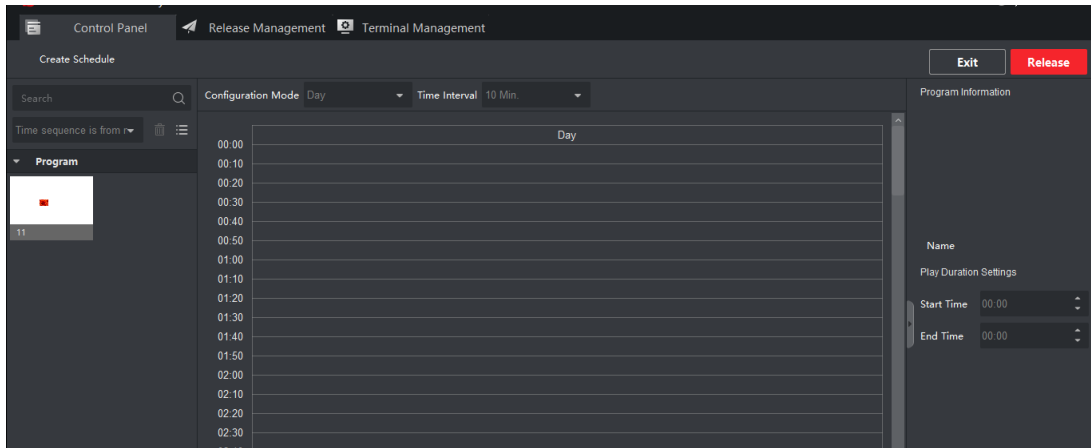 Control Panel
Release Management
Terminal Management
Create Schedule
Exit
Release
Search
Configuration Mode Day
Time Interval 10 Min.
Program Information
Time sequence is from
Program
11
Day
00:00
00:10
00:20
00:30
00:40
00:50
01:00
01:10
01:20
01:30
01:40
01:50
02:00
02:10
02:20
02:30
Name
Play Duration Settings
Start Time 00:00
End Time 00:00